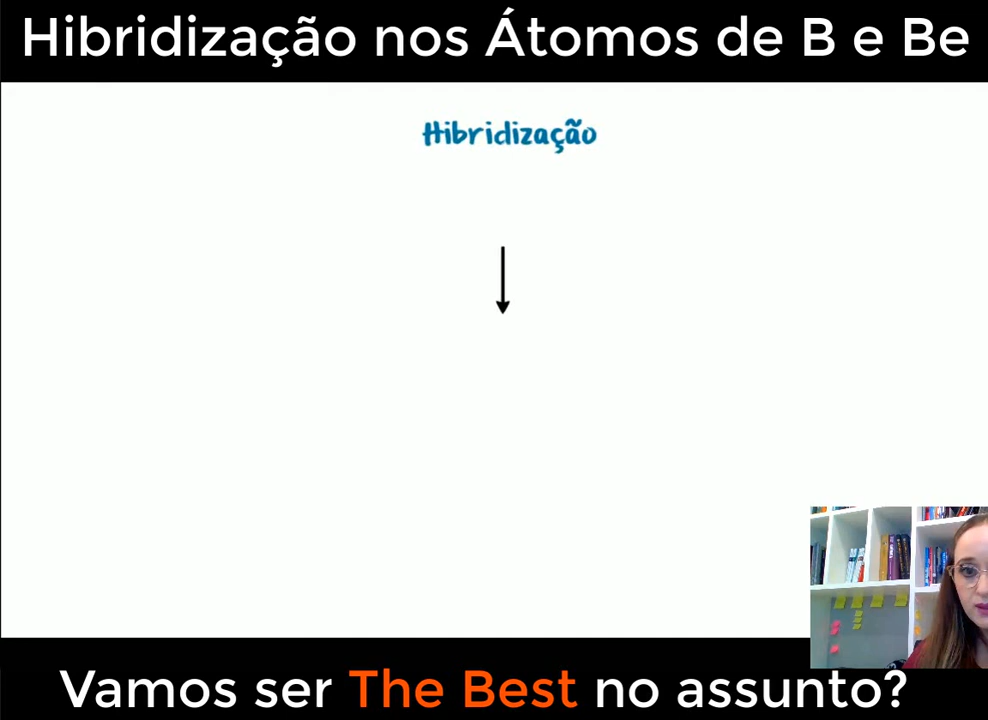 Hibridização nos Átomos de B e Be
Hibridização
Vamos ser The Best no assunto?